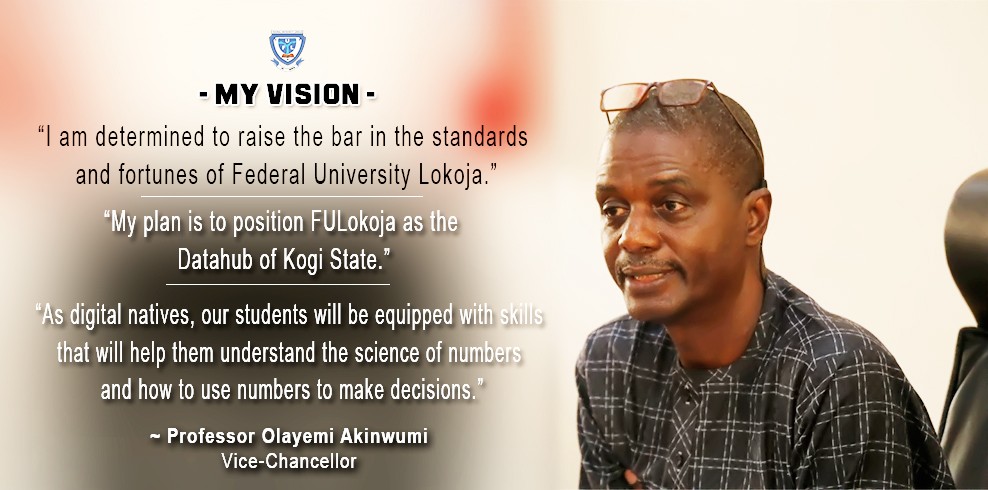 - MY VISION -
“I am determined to raise the bar in the standards
and fortunes of Federal University Lokoja.”
“My plan is to position FULokoja as the
Datahub of Kogi State.”
“As digital natives, our students will be equipped with skills
that will help them understand the science of numbers
and how to use numbers to make decisions.”
~ Professor Olayemi Akinwumi
Vice-Chancellor